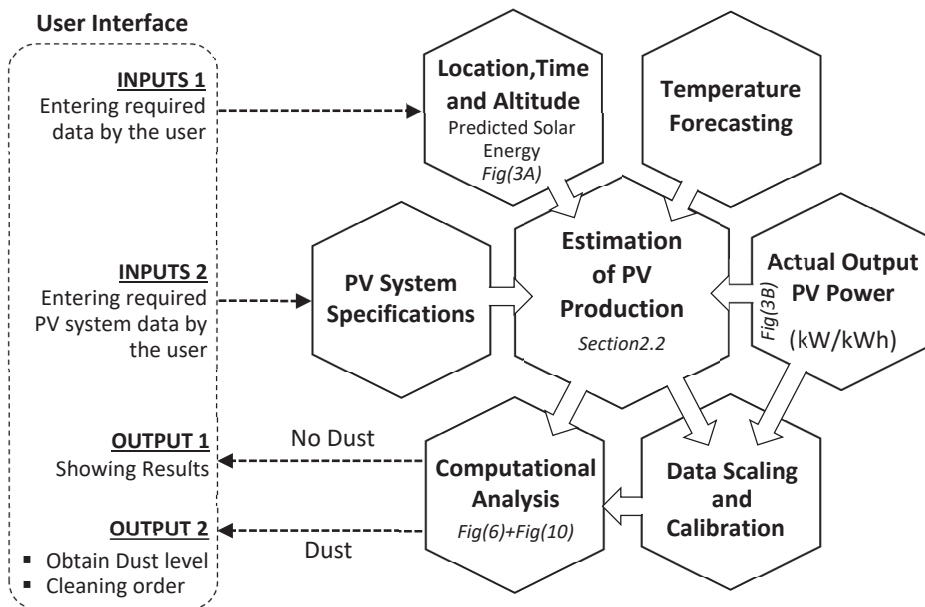 User Interface
INPUTS 1
Entering required
data by the user
INPUTS 2
Entering required
PV system data by
the user
OUTPUT 1
Showing Results
OUTPUT 2
▪ Obtain Dust level
▪ Cleaning order
Location,Time
and Altitude
Predicted Solar
Energy
Fig(3A)
Temperature
Forecasting
PV System
Specifications
Estimation
of PV
Production
Section2.2
Fig(3B)
Actual Output
PV Power
(kW/kWh)
No Dust
Dust
Computational
Analysis
Fig(6)+Fig(10)
Data Scaling
and
Calibration